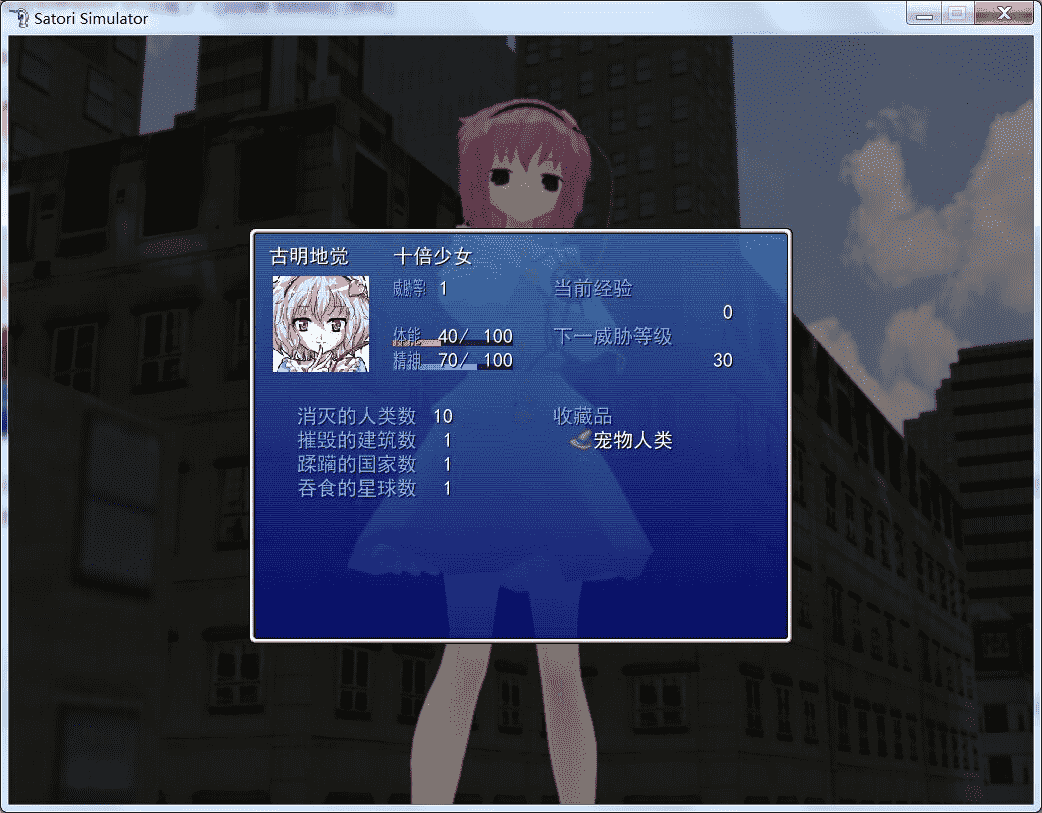 Satori Simulator
古明地觉 十倍少女
威胁等: 1 当前经验
0
体能 40/ 100 下一威胁等级
精神 70/ 100 30
消灭的人类数 10 收藏品
摧毁的建筑数 1 宠物人类
蹂躏的国家数 1
吞食的星球数 1